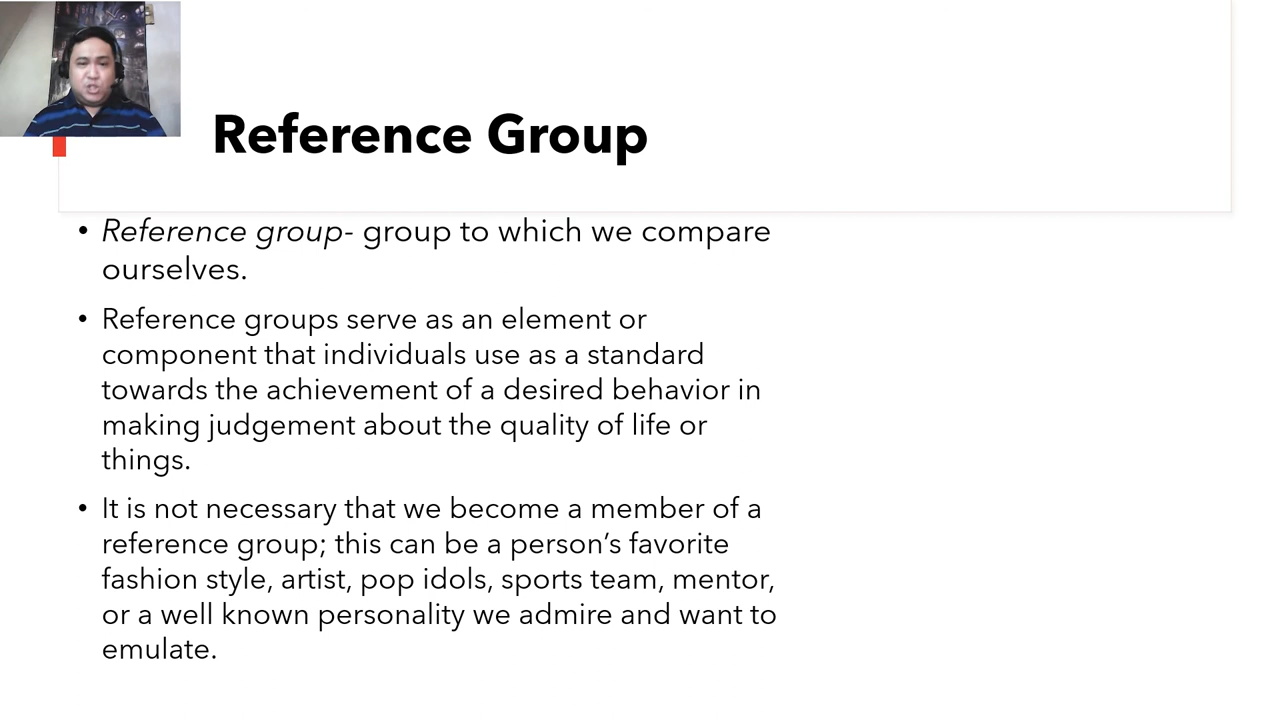 Reference Group
• Reference group- group to which we compare
ourselves.
• Reference groups serve as an element or
component that individuals use as a standard
towards the achievement of a desired behavior in
making judgement about the quality of life or
things.
• It is not necessary that we become a member of a
reference group; this can be a person’s favorite
fashion style, artist, pop idols, sports team, mentor,
or a well known personality we admire and want to
emulate.